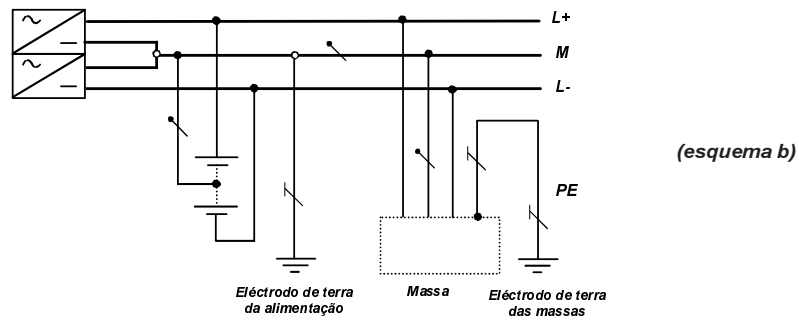 L+
M
L-
(esquema b)
PE
Eléctrodo de terra
da alimentação
Massa
Eléctrodo de terra
das massas